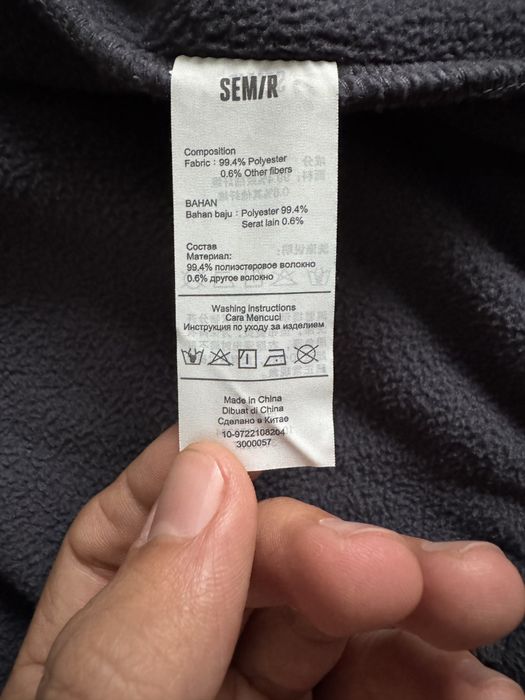 SEM/R
Composition
Fabric : 99.4% Polyester
0.6% Other fibers
BAHAN
Bahan baju : Polyester 99.4%
Serat lain 0.6%
Состав
Материал:
99.4% полиэстеровое волокно
0.6% другое волокно
Washing instructions
Cara Mencuci
Инструкция по уходу за изделием
Made in China
Dibuat di China
Сделано в Китае
10-9722108204
3000057